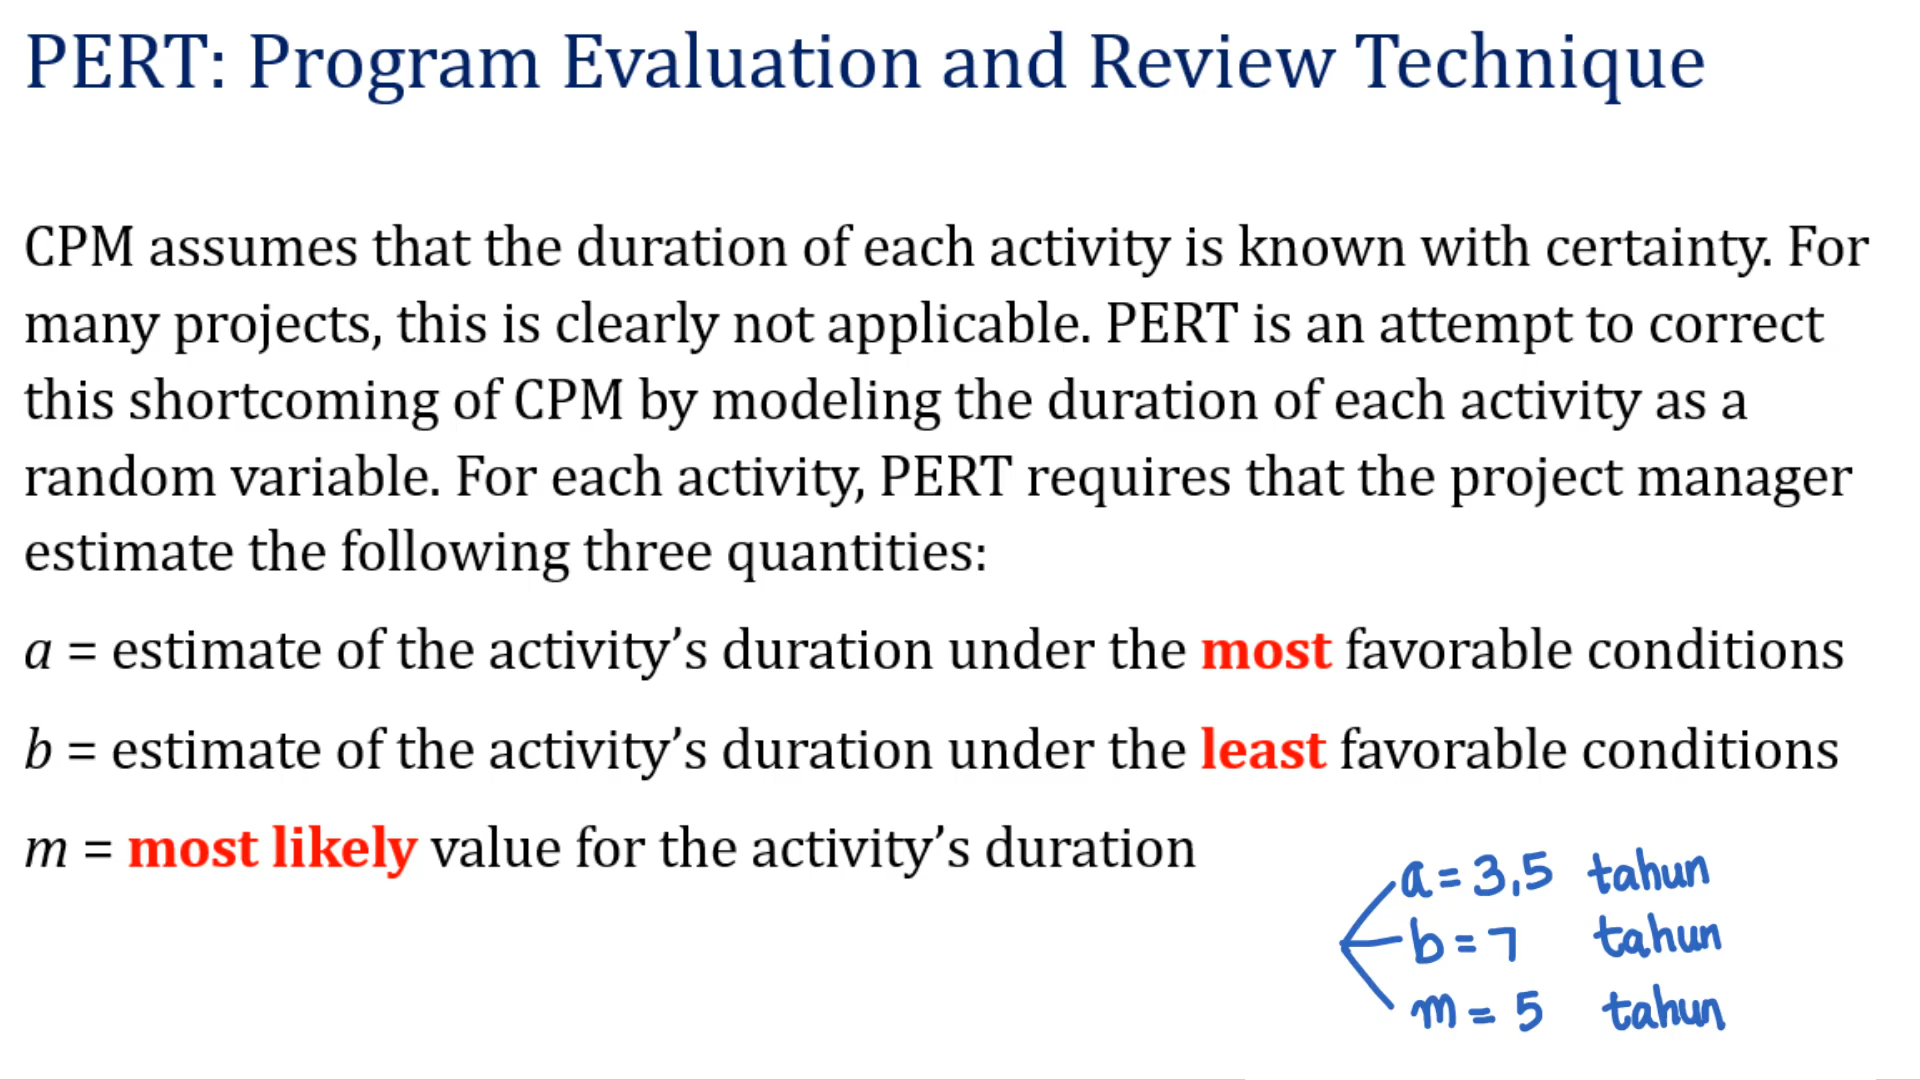 PERT: Program Evaluation and Review Technique
CPM assumes that the duration of each activity is known with certainty. For
many projects, this is clearly not applicable. PERT is an attempt to correct
this shortcoming of CPM by modeling the duration of each activity as a
random variable. For each activity, PERT requires that the project manager
estimate the following three quantities:
a = estimate of the activity’s duration under the most favorable conditions
b = estimate of the activity’s duration under the least favorable conditions
m = most likely value for the activity’s duration
a = 3,5 tahun
b = 7 tahun
m = 5 tahun